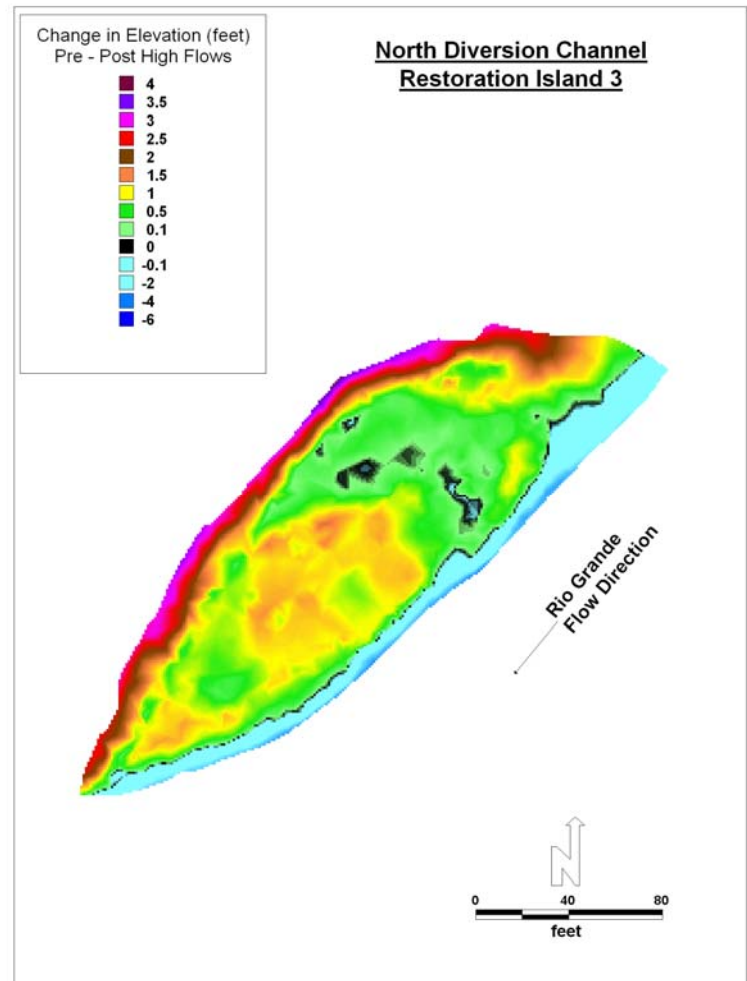 Change in Elevation (feet)
Pre - Post High Flows
4
3.5
3
2.5
2
1.5
1
0.5
0.1
0
-0.1
-2
-4
-6
North Diversion Channel
Restoration Island 3
Rio Grande
Flow Direction
N
0 40 80
feet